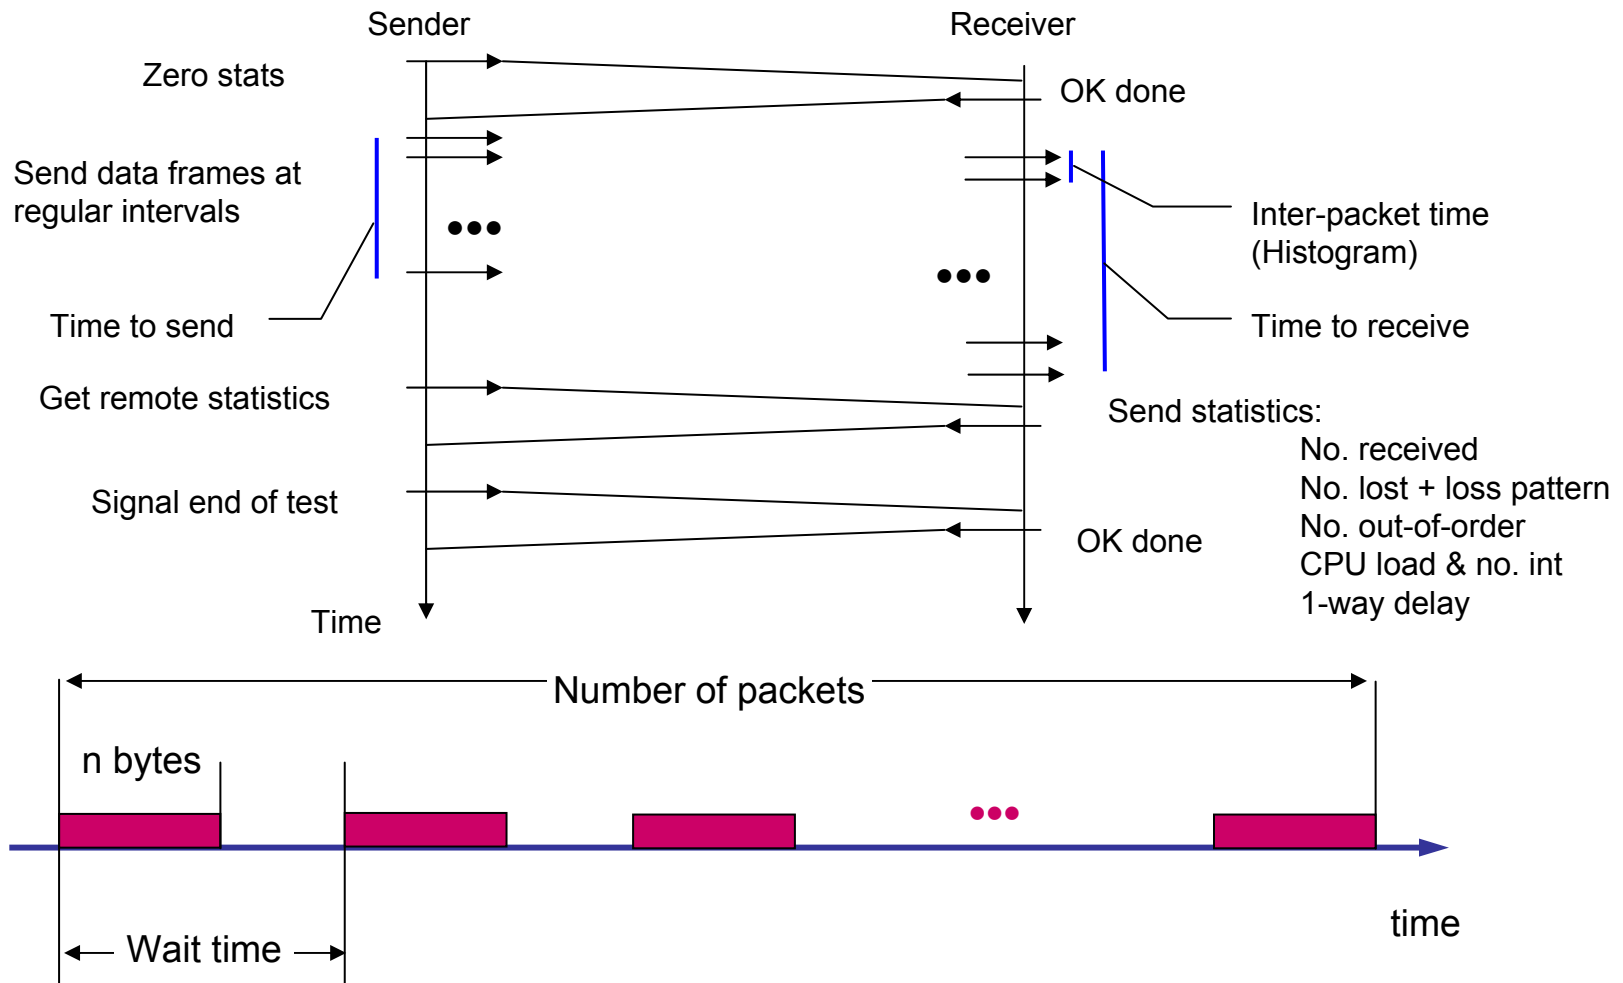 Sender
Receiver
Zero stats
OK done
Send data frames at
regular intervals
Inter-packet time
(Histogram)
Time to send
Time to receive
Get remote statistics
Send statistics:
No. received
No. lost + loss pattern
No. out-of-order
CPU load & no. int
1-way delay
Signal end of test
OK done
Time
Number of packets
n bytes
time
Wait time